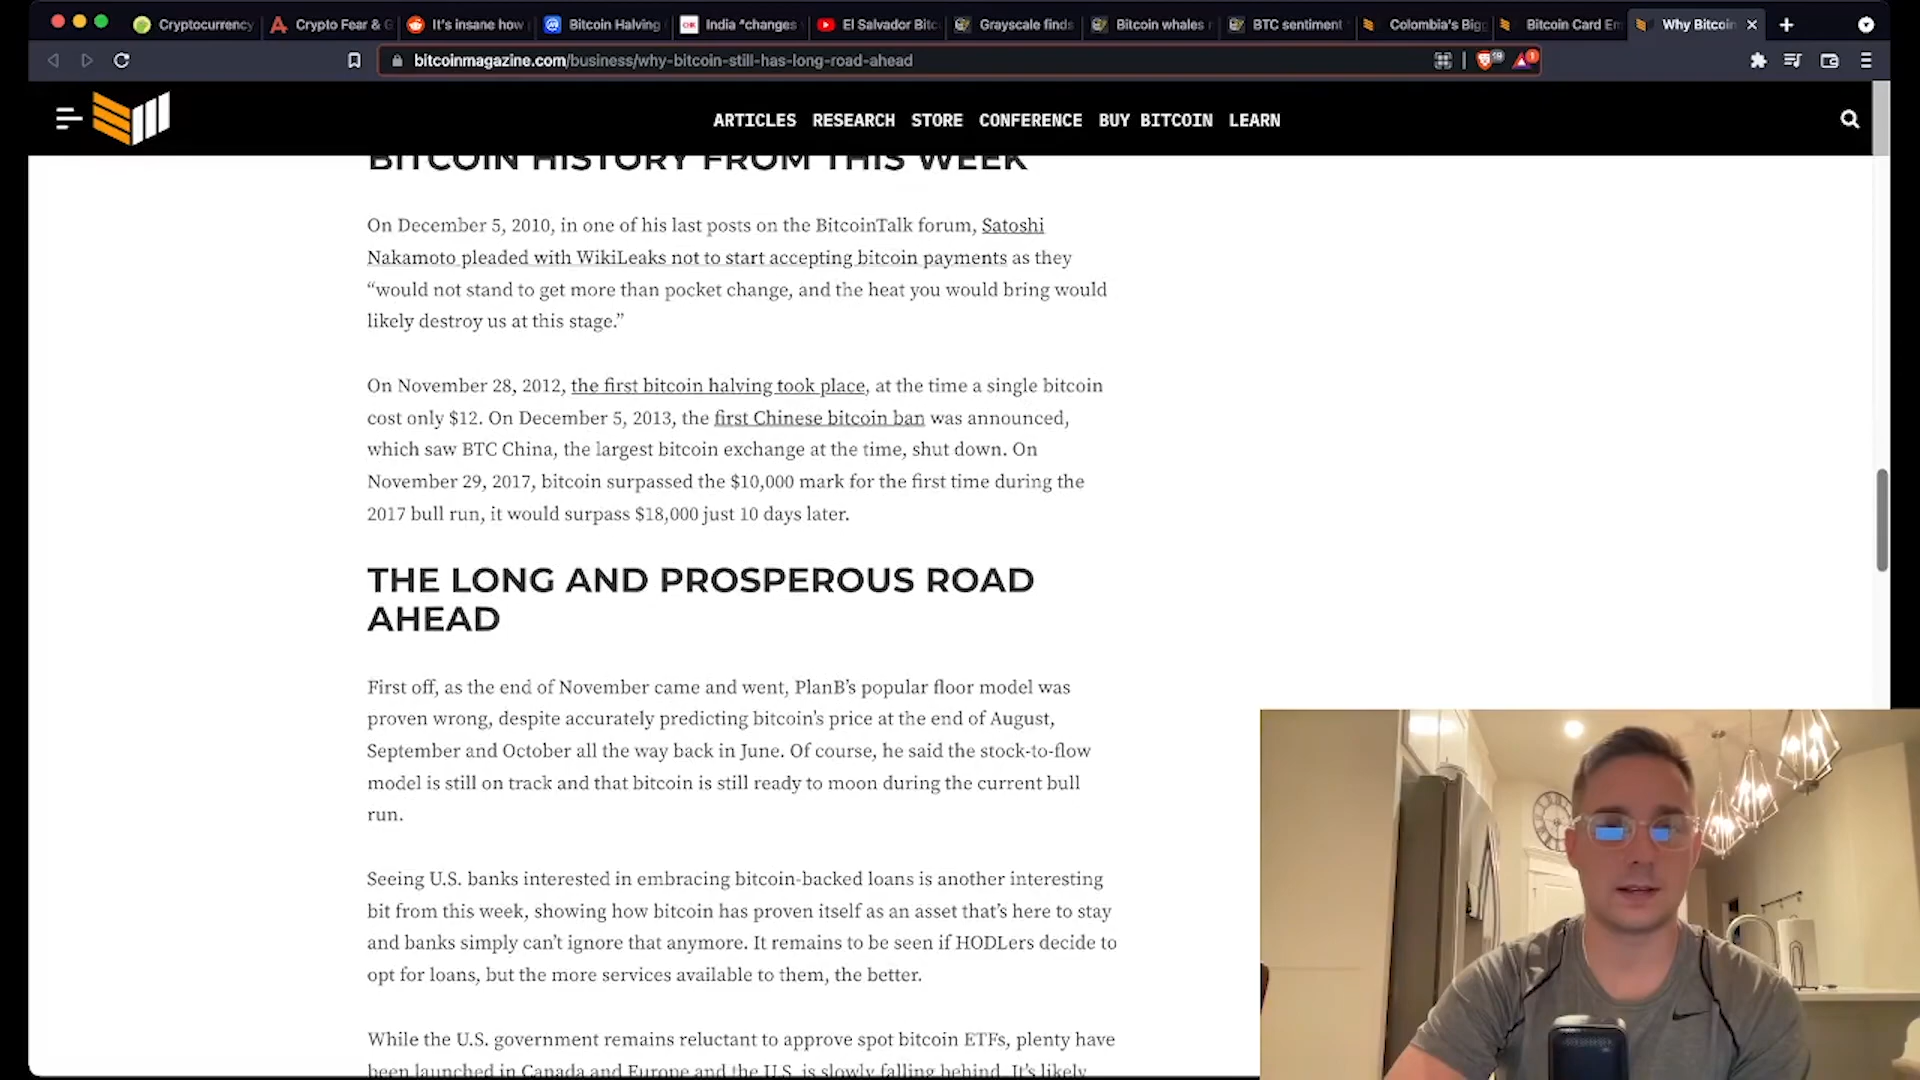 Cryptocurrency
Crypto Fear & G
It's insane how
Bitcoin Halving
India "changes
El Salvador Bitc
Grayscale finds
Bitcoin whales
BTC sentiment
Colombia's Bigg
Bitcoin Card Em
Why Bitcoin
bitcoinmagazine.com/business/why-bitcoin-still-has-long-road-ahead
ARTICLES RESEARCH STORE CONFERENCE BUY BITCOIN LEARN
BITCOIN HISTORY FROM THIS WEEK
On December 5, 2010, in one of his last posts on the BitcoinTalk forum, Satoshi
Nakamoto pleaded with WikiLeaks not to start accepting bitcoin payments as they
“would not stand to get more than pocket change, and the heat you would bring would
likely destroy us at this stage.”
On November 28, 2012, the first bitcoin halving took place, at the time a single bitcoin
cost only $12. On December 5, 2013, the first Chinese bitcoin ban was announced,
which saw BTC China, the largest bitcoin exchange at the time, shut down. On
November 29, 2017, bitcoin surpassed the $10,000 mark for the first time during the
2017 bull run, it would surpass $18,000 just 10 days later.
THE LONG AND PROSPEROUS ROAD
AHEAD
First off, as the end of November came and went, PlanB’s popular floor model was
proven wrong, despite accurately predicting bitcoin’s price at the end of August,
September and October all the way back in June. Of course, he said the stock-to-flow
model is still on track and that bitcoin is still ready to moon during the current bull
run.
Seeing U.S. banks interested in embracing bitcoin-backed loans is another interesting
bit from this week, showing how bitcoin has proven itself as an asset that’s here to stay
and banks simply can’t ignore that anymore. It remains to be seen if HODLers decide to
opt for loans, but the more services available to them, the better.
While the U.S. government remains reluctant to approve spot bitcoin ETFs, plenty have
been launched in Canada and Europe and the U.S. is slowly falling behind. It’s likely